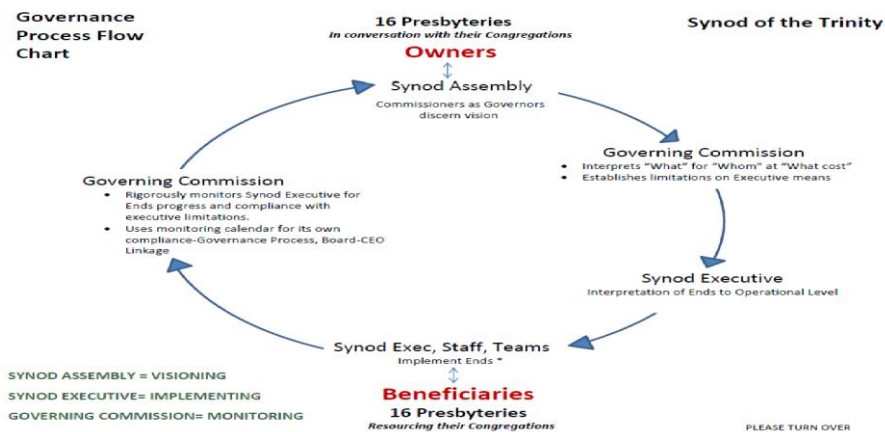 Governance
Process Flow
Chart
16 Presbyteries
In conversation with their Congregations
Owners
Synod of the Trinity
Synod Assembly
Commissioners as Governors
discern vision
Governing Commission
• Interprets “What” for “Whom” at “What cost”
• Establishes limitations on Executive means
Synod Executive
Interpretation of Ends to Operational Level
Synod Exec, Staff, Teams
Implement Ends *
Beneficiaries
16 Presbyteries
Resourcing their Congregations
Governing Commission
• Rigorously monitors Synod Executive for
Ends progress and compliance with
executive limitations.
• Uses monitoring calendar for its own
compliance-Governance Process, Board-CEO
Linkage
SYNOD ASSEMBLY = VISIONING
SYNOD EXECUTIVE= IMPLEMENTING
GOVERNING COMMISSION= MONITORING
PLEASE TURN OVER